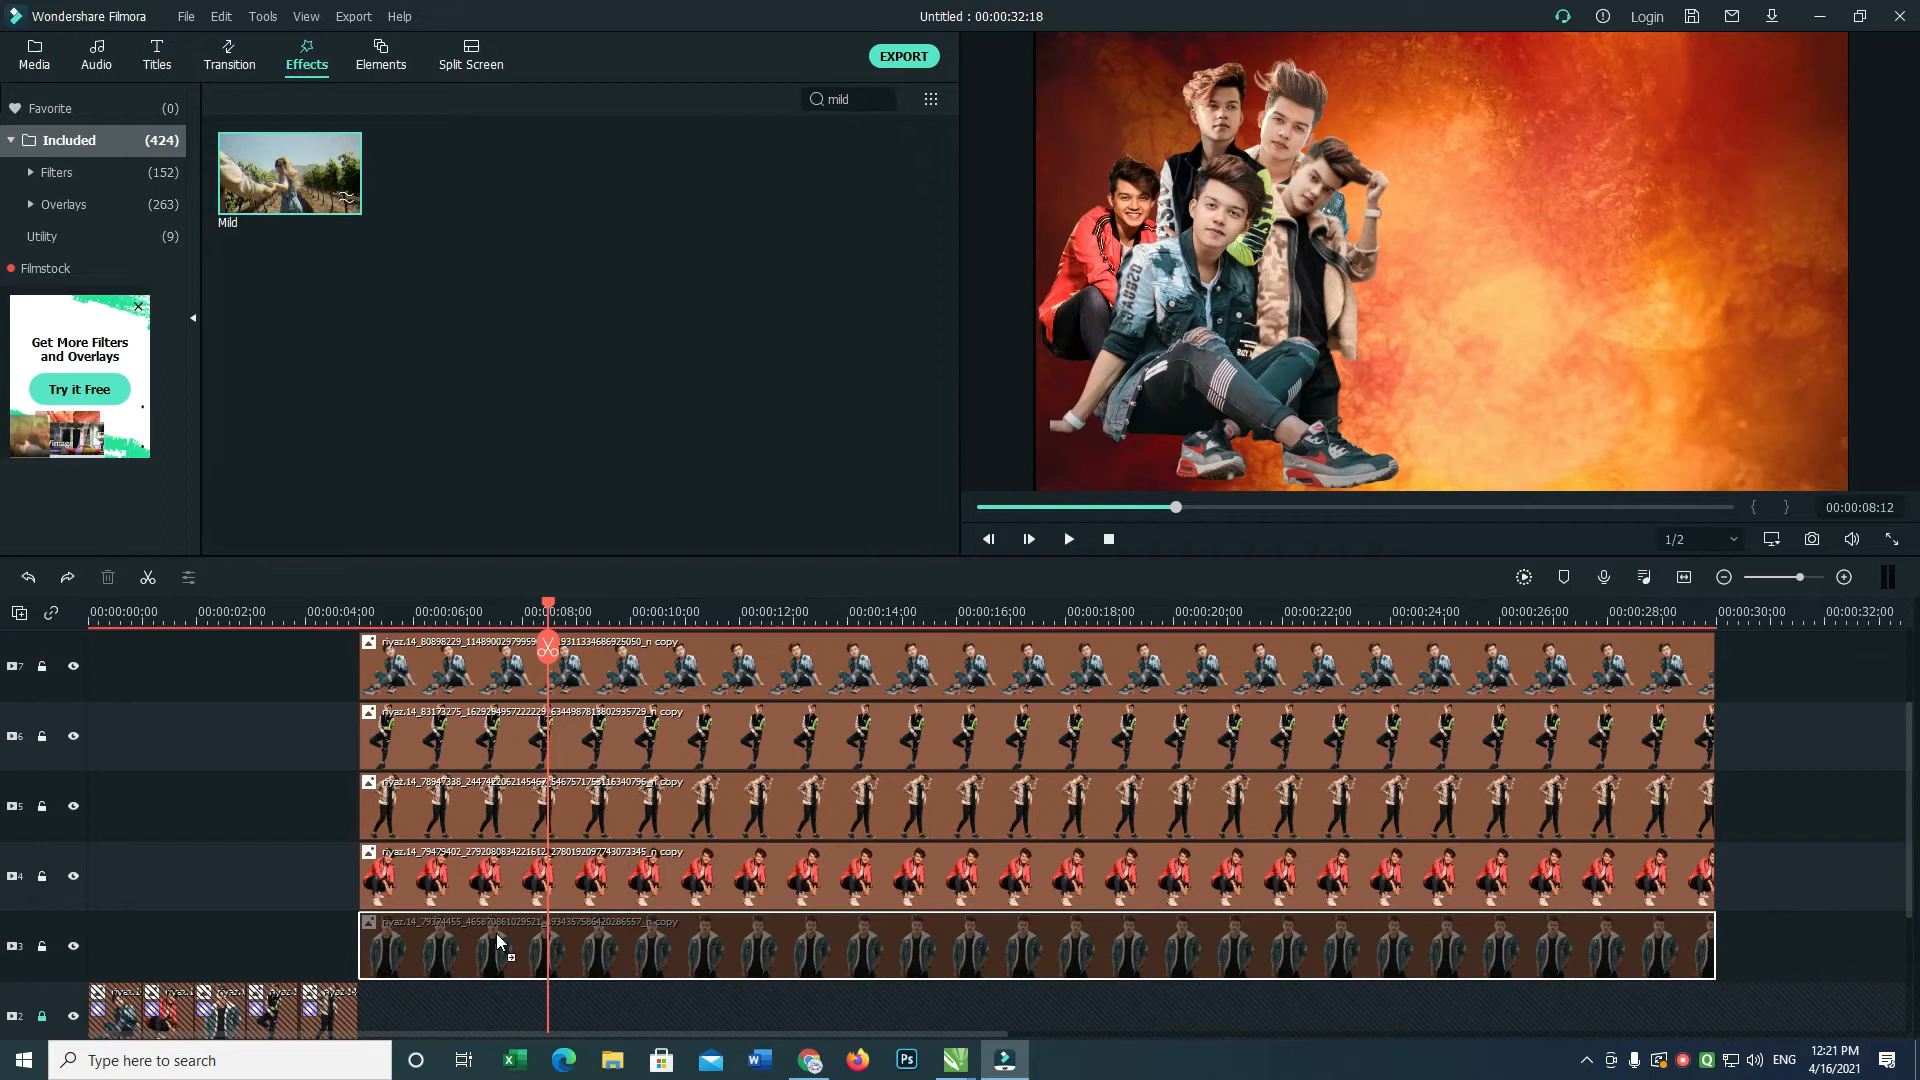 Wondershare Filmora
File Edit Tools View Export Help
Untitled : 00:00:32:18
Login
Media Audio Titles Transition Effects Elements Split Screen
EXPORT
Favorite (0)
Included (424)
Filters (152)
Overlays (263)
Utility (9)
Filmstock
mild
Mild
Get More Filters
and Overlays
Try it Free
00:00:08:12
1/2
00:00:00:00 00:00:02:00 00:00:04:00 00:00:06:00 00:00:08:00 00:00:10:00 00:00:12:00 00:00:14:00 00:00:16:00 00:00:18:00 00:00:20:00 00:00:22:00 00:00:24:00 00:00:26:00 00:00:28:00 00:00:30:00 00:00:32:00
7
6
5
4
3
2
Type here to search
ENG
12:21 PM
4/16/2021